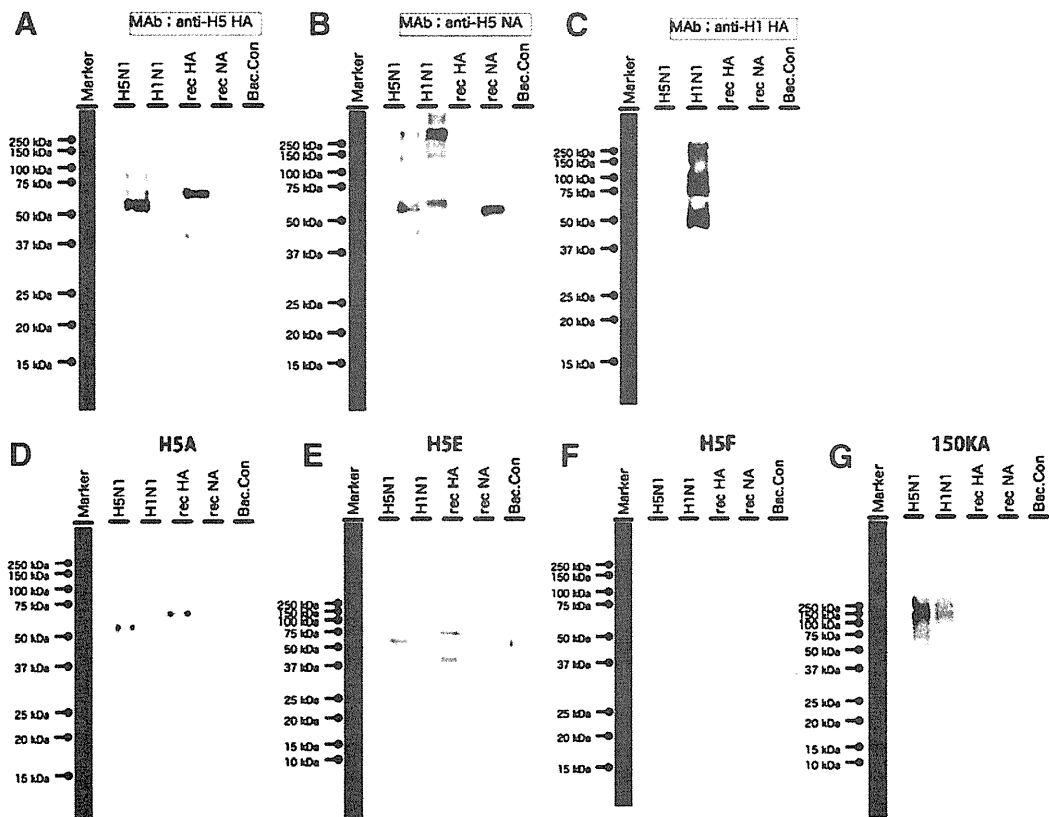 A
MAb : anti-H5 HA
Marker
H5N1
H1N1
rec HA
rec NA
Bac.Con
250 kDa
150 kDa
100 kDa
75 kDa
50 kDa
37 kDa
25 kDa
20 kDa
15 kDa
B
MAb : anti-H5 NA
Marker
H5N1
H1N1
rec HA
rec NA
Bac.Con
250 kDa
150 kDa
100 kDa
75 kDa
50 kDa
37 kDa
25 kDa
20 kDa
15 kDa
C
MAb : anti-H1 HA
Marker
H5N1
H1N1
rec HA
rec NA
Bac.Con
250 kDa
150 kDa
100 kDa
75 kDa
50 kDa
37 kDa
25 kDa
20 kDa
15 kDa
D
H5A
Marker
H5N1
H1N1
rec HA
rec NA
Bac.Con
250 kDa
150 kDa
100 kDa
75 kDa
50 kDa
37 kDa
25 kDa
20 kDa
15 kDa
E
H5E
Marker
H5N1
H1N1
rec HA
rec NA
Bac.Con
250 kDa
150 kDa
100 kDa
75 kDa
50 kDa
37 kDa
25 kDa
20 kDa
15 kDa
10 kDa
F
H5F
Marker
H5N1
H1N1
rec HA
rec NA
Bac.Con
250 kDa
150 kDa
100 kDa
75 kDa
50 kDa
37 kDa
25 kDa
20 kDa
15 kDa
G
150KA
Marker
H5N1
H1N1
rec HA
rec NA
Bac.Con
250 kDa
150 kDa
100 kDa
75 kDa
50 kDa
37 kDa
25 kDa
20 kDa
15 kDa
10 kDa